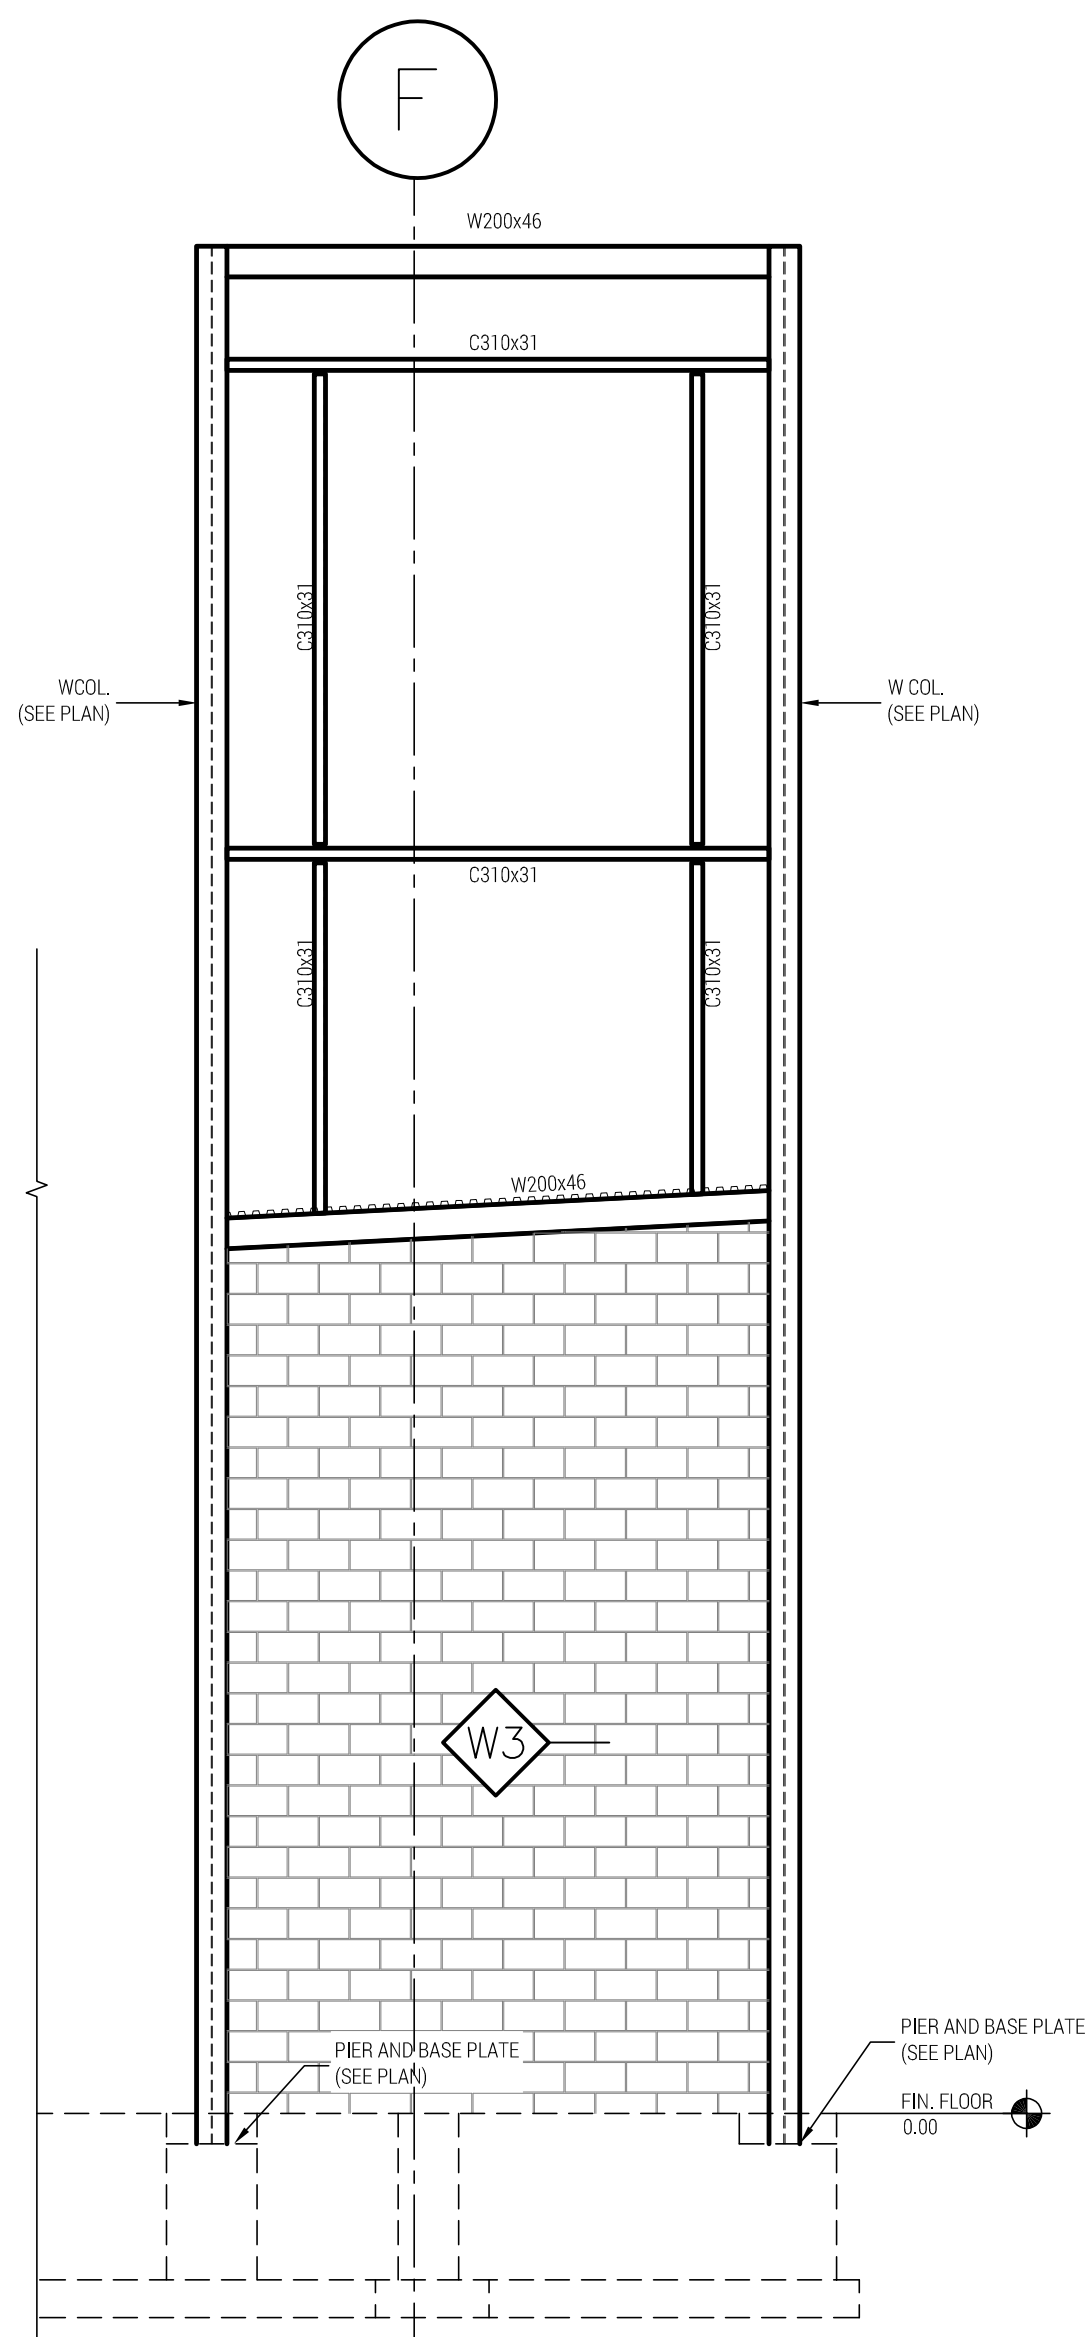 F
W200x46
C310x31
C310x31
C310x31
WCOL.
(SEE PLAN)
W COL.
(SEE PLAN)
C310x31
C310x31
C310x31
W200x46
W3
PIER AND BASE PLATE
(SEE PLAN)
PIER AND BASE PLATE
(SEE PLAN)
FIN. FLOOR
0.00